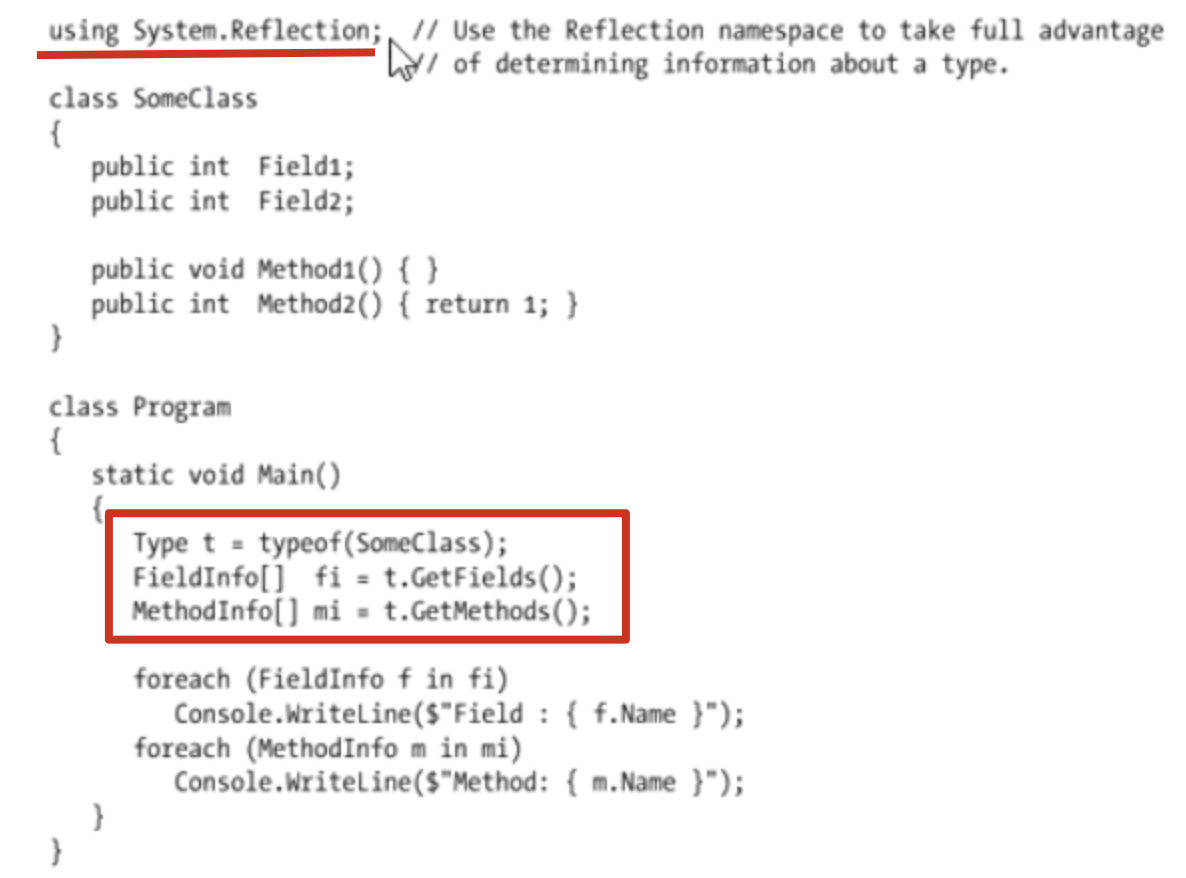 using System.Reflection;  // Use the Reflection namespace to take full advantage
                          // of determining information about a type.
class SomeClass
{
   public int  Field1;
   public int  Field2;

   public void Method1() { }
   public int  Method2() { return 1; }
}

class Program
{
   static void Main()
   {
      Type t = typeof(SomeClass);
      FieldInfo[]  fi = t.GetFields();
      MethodInfo[] mi = t.GetMethods();

      foreach (FieldInfo f in fi)
         Console.WriteLine($"Field : { f.Name }");
      foreach (MethodInfo m in mi)
         Console.WriteLine($"Method: { m.Name }");
   }
}